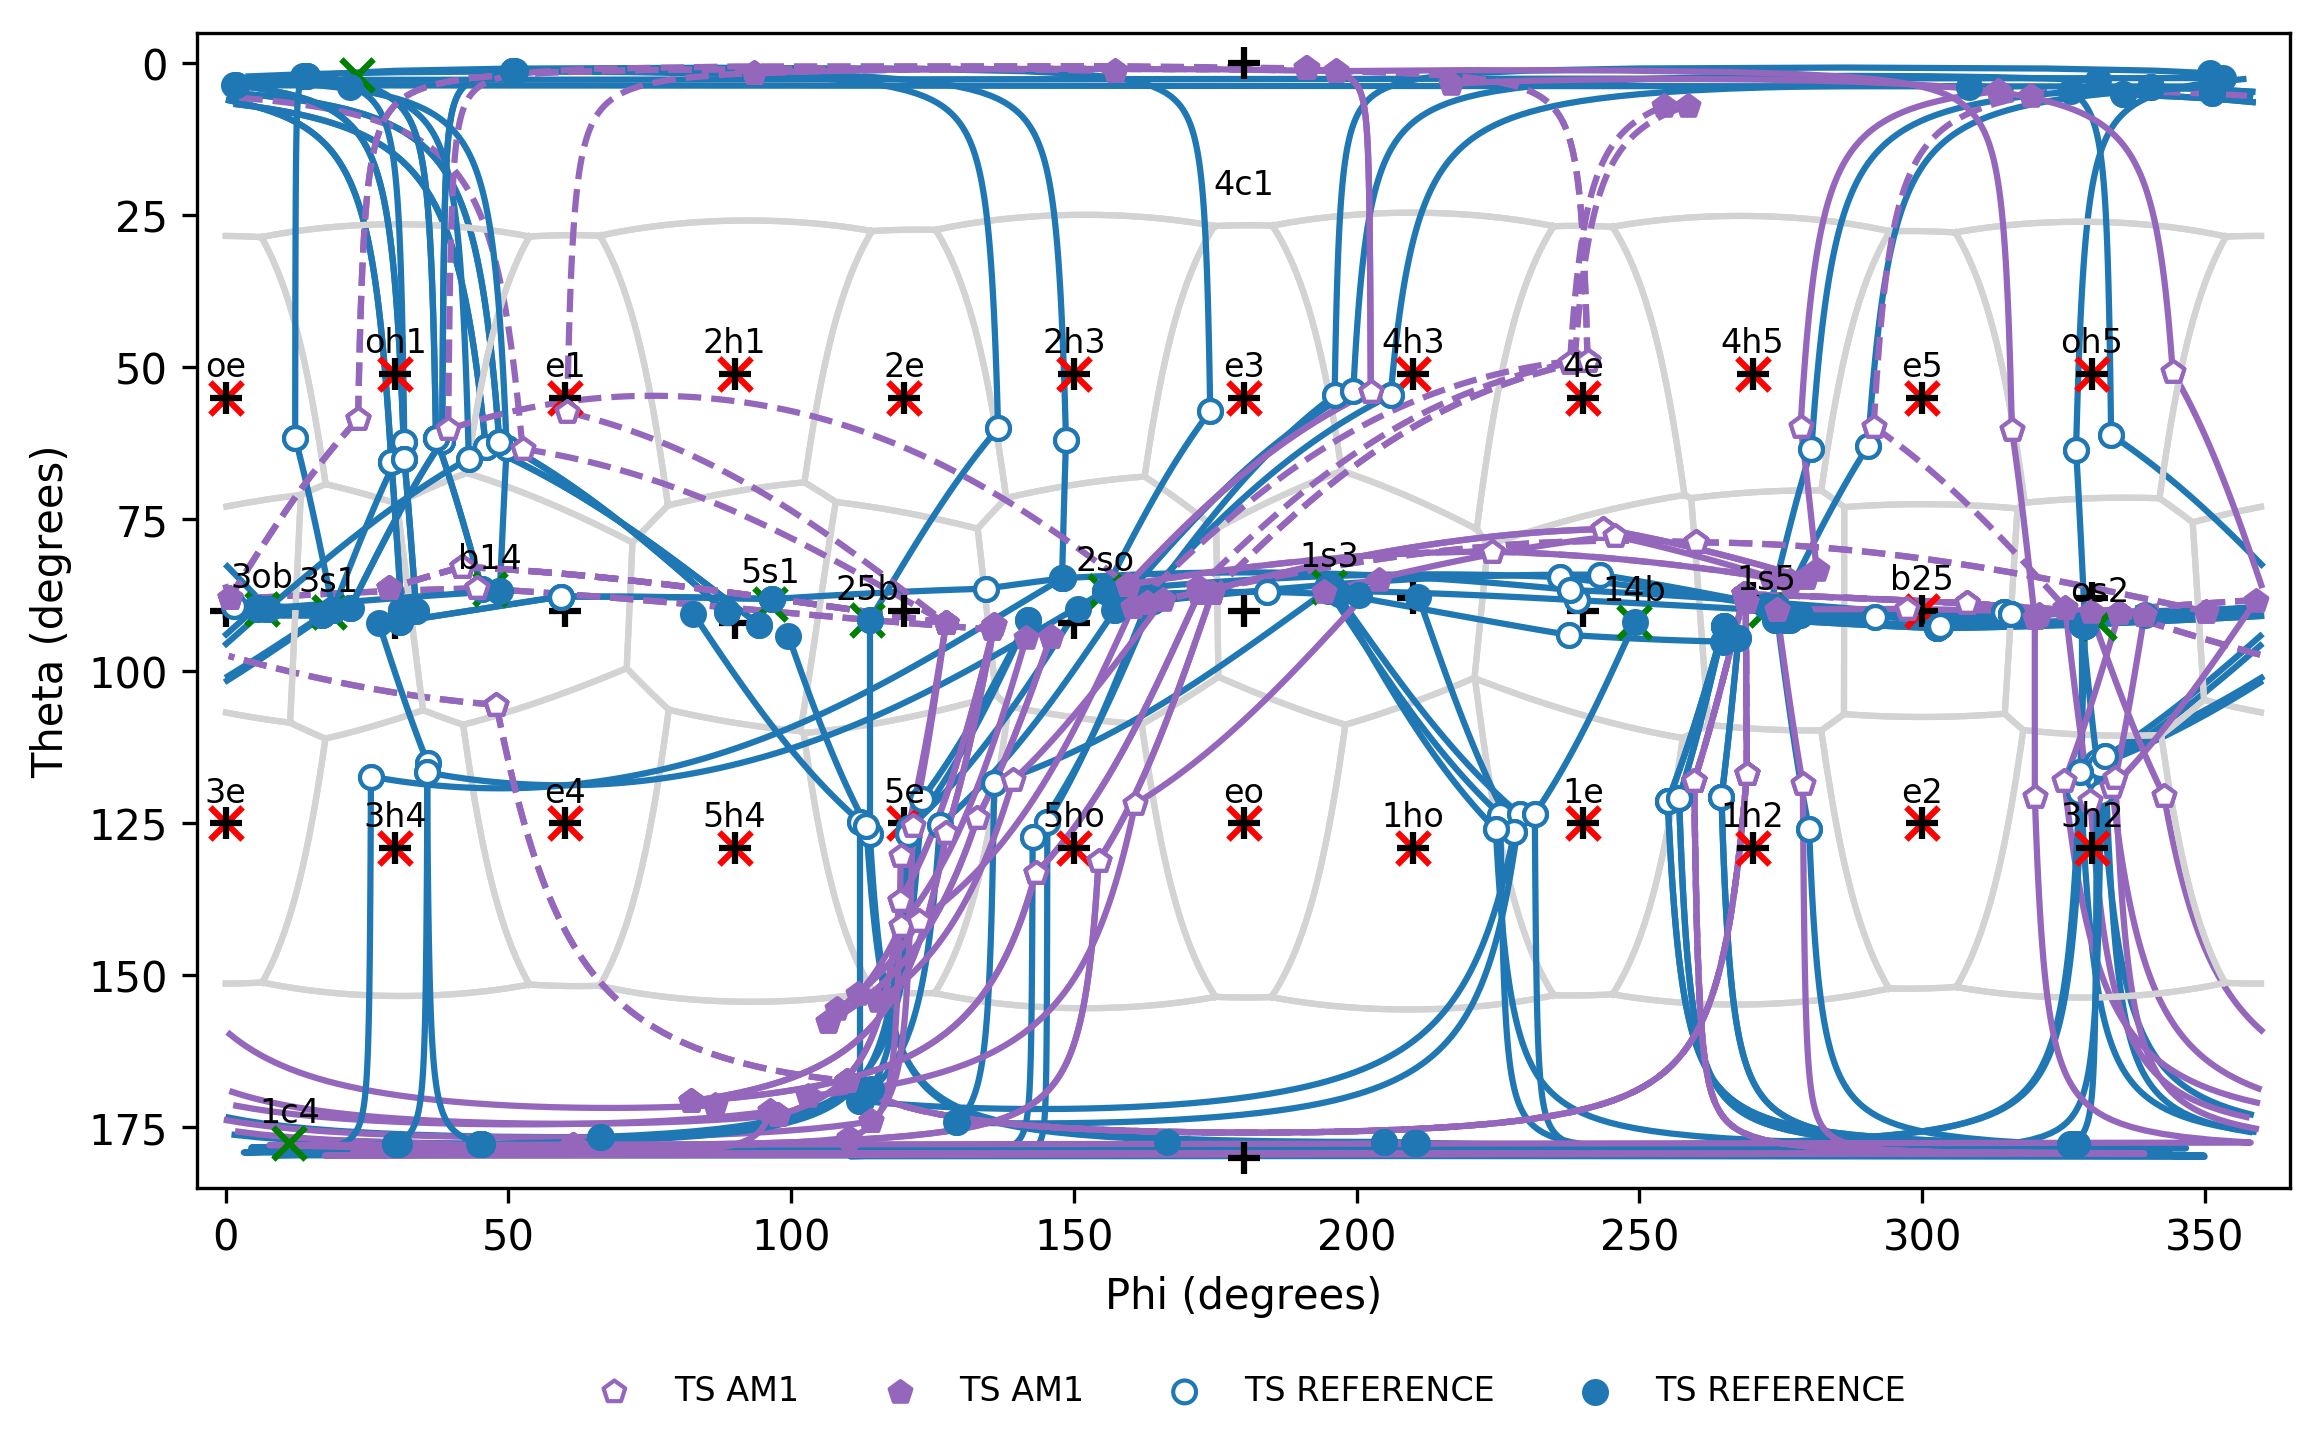 0
4c1
25
oh1 2h1 2h3 4h3 4h5 oh5
50
oe e1 2e e3 4e e5
75
3ob 3s1 b14 5s1 25b 2so 1s3 14b 1s5 b25 os2
100
3e e4 5e eo 1e e2
125
3h4 5h4 5ho 1ho 1h2 3h2
150
1c4
175
Theta (degrees)
0 50 100 150 200 250 300 350
Phi (degrees)
TS AM1 TS AM1 TS REFERENCE TS REFERENCE